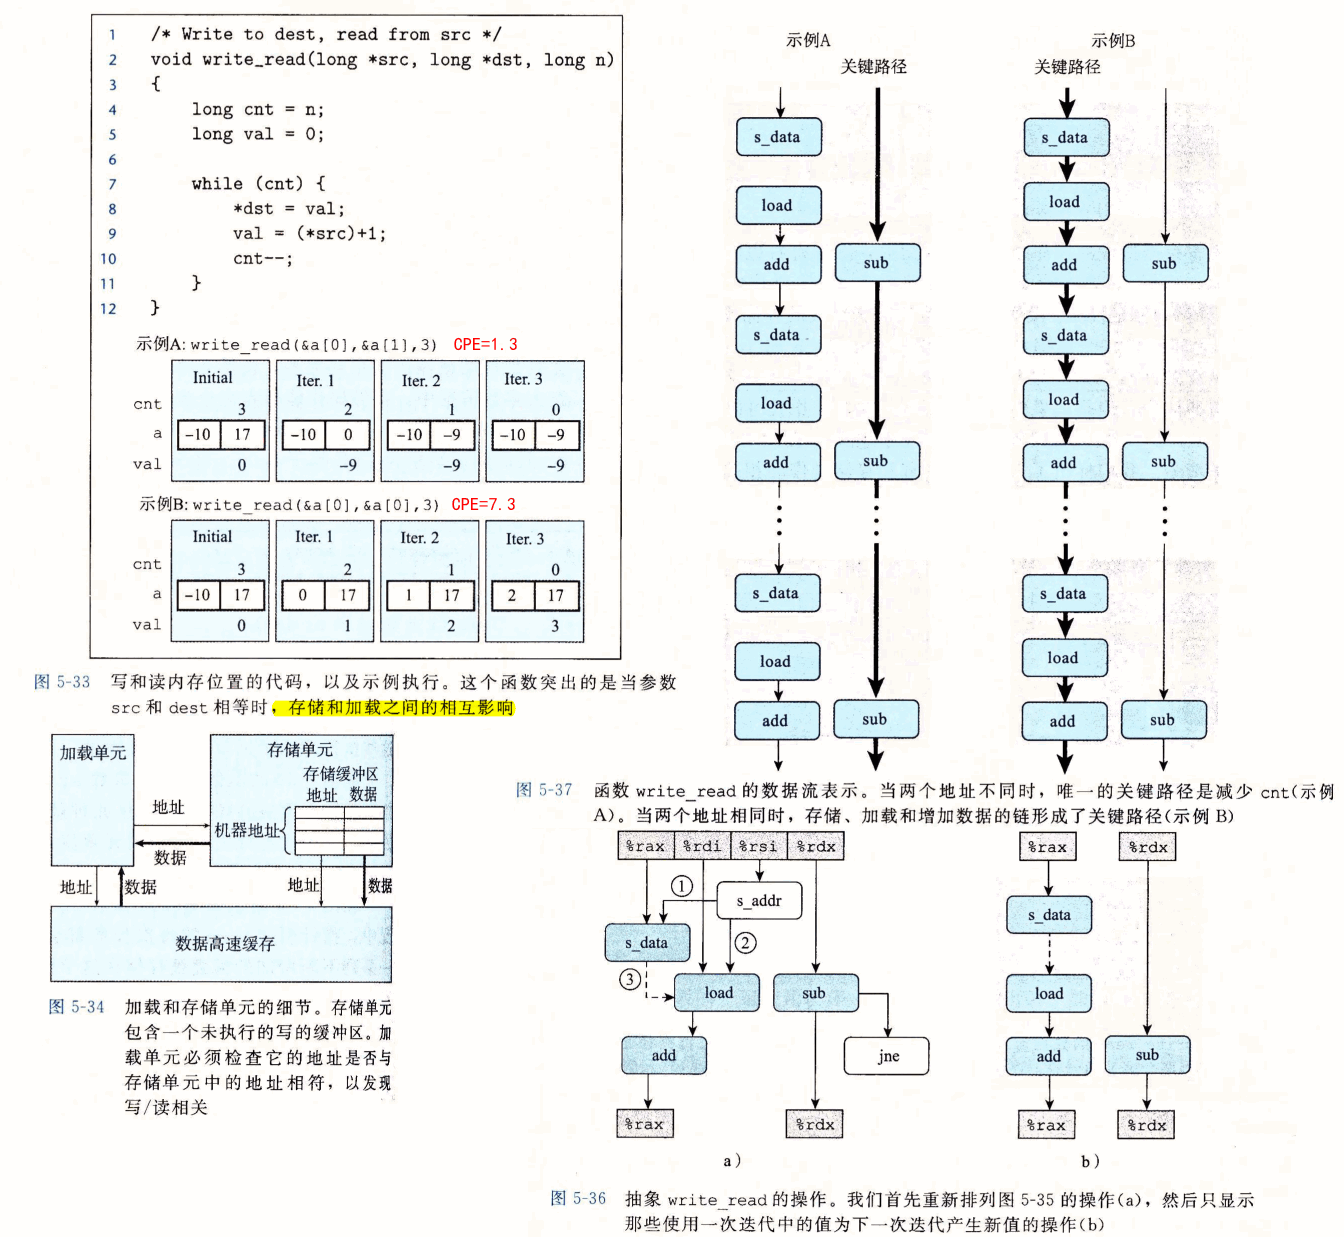 1 /* Write to dest, read from src */
2 void write_read(long *src, long *dst, long n)
3 {
4 long cnt = n;
5 long val = 0;
6
7 while (cnt) {
8 *dst = val;
9 val = (*src)+1;
10 cnt--;
11 }
12 }
示例A: write_read(&a[0],&a[1],3) CPE=1.3
Initial Iter. 1 Iter. 2 Iter. 3
cnt 3 2 1 0
a -10 17 -10 0 -10 -9 -10 -9
val 0 -9 -9 -9
示例B: write_read(&a[0],&a[0],3) CPE=7.3
Initial Iter. 1 Iter. 2 Iter. 3
cnt 3 2 1 0
a -10 17 0 17 1 17 2 17
val 0 1 2 3
图 5-33 写和读内存位置的代码，以及示例执行。这个函数突出的是当参数
src 和 dest 相等时，存储和加载之间的相互影响
加载单元
存储单元
存储缓冲区
地址 数据
地址
机器地址
数据
地址
数据
地址
数据
数据高速缓存
图 5-34 加载和存储单元的细节。存储单元
包含一个未执行的写的缓冲区。加
载单元必须检查它的地址是否与
存储单元中的地址相符，以发现
写/读相关
示例A
关键路径
s_data
load
add sub
s_data
load
add sub
s_data
load
add sub
示例B
关键路径
s_data
load
add sub
s_data
load
add sub
s_data
load
add sub
图 5-37 函数 write_read 的数据流表示。当两个地址不同时，唯一的关键路径是减少 cnt(示例
A)。当两个地址相同时，存储、加载和增加数据的链形成了关键路径(示例 B)
%rax %rdi %rsi %rdx
①
s_addr
s_data
②
③
load sub
add jne
%rax %rdx
a)
%rax %rdx
s_data
load
add sub
%rax %rdx
b)
图 5-36 抽象 write_read 的操作。我们首先重新排列图 5-35 的操作(a)，然后只显示
那些使用一次迭代中的值为下一次迭代产生新值的操作(b)